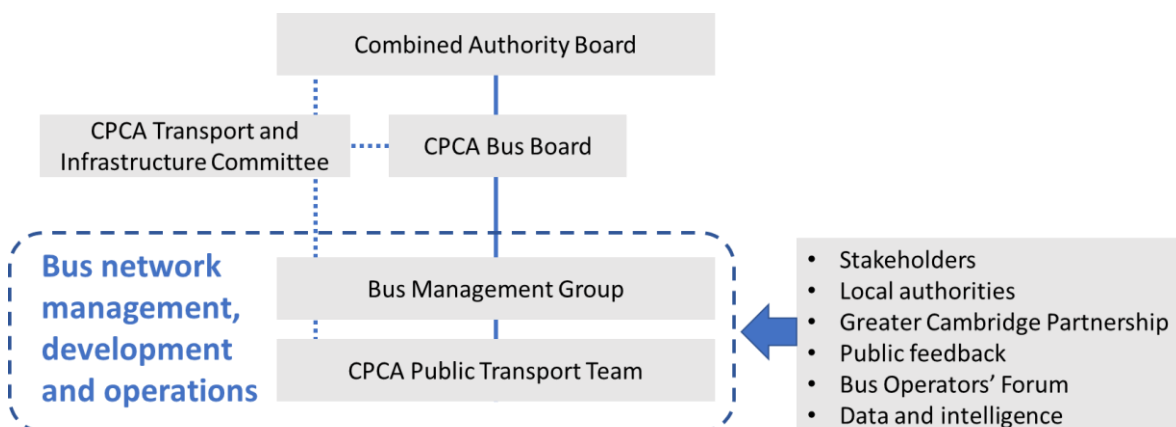 Combined Authority Board
CPCA Transport and
Infrastructure Committee
CPCA Bus Board
Bus network
management,
development
and operations
Bus Management Group
CPCA Public Transport Team
• Stakeholders
• Local authorities
• Greater Cambridge Partnership
• Public feedback
• Bus Operators’ Forum
• Data and intelligence